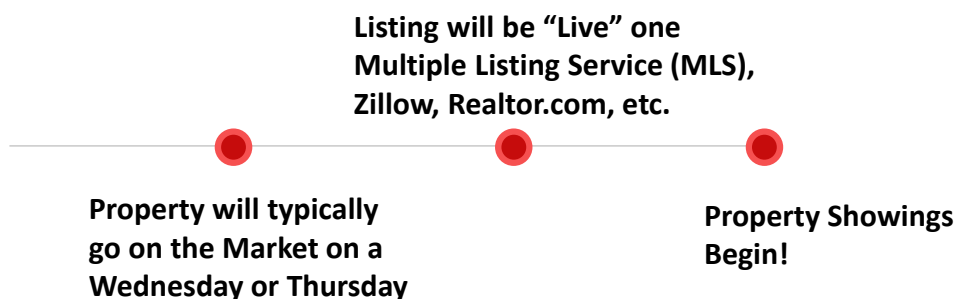 Listing will be “Live” one
Multiple Listing Service (MLS),
Zillow, Realtor.com, etc.
Property will typically
go on the Market on a
Wednesday or Thursday
Property Showings
Begin!